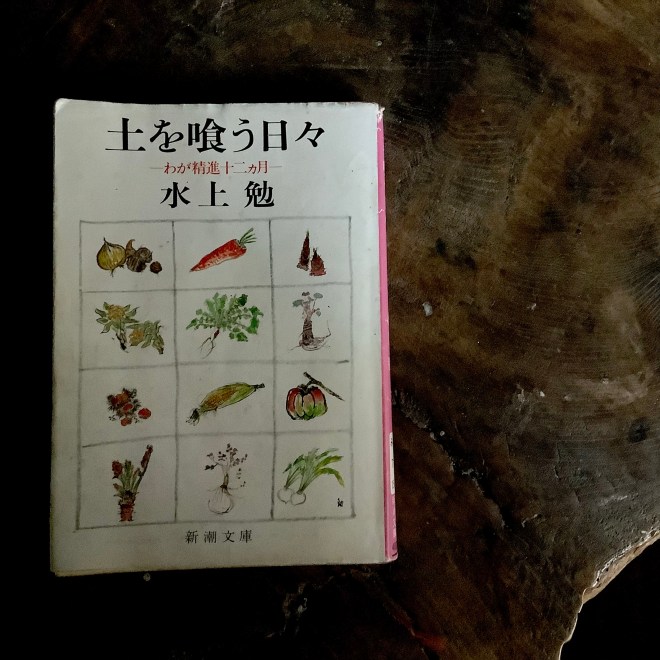 土を喰う日々
―わが精進十二ヵ月―
水上 勉
新潮文庫